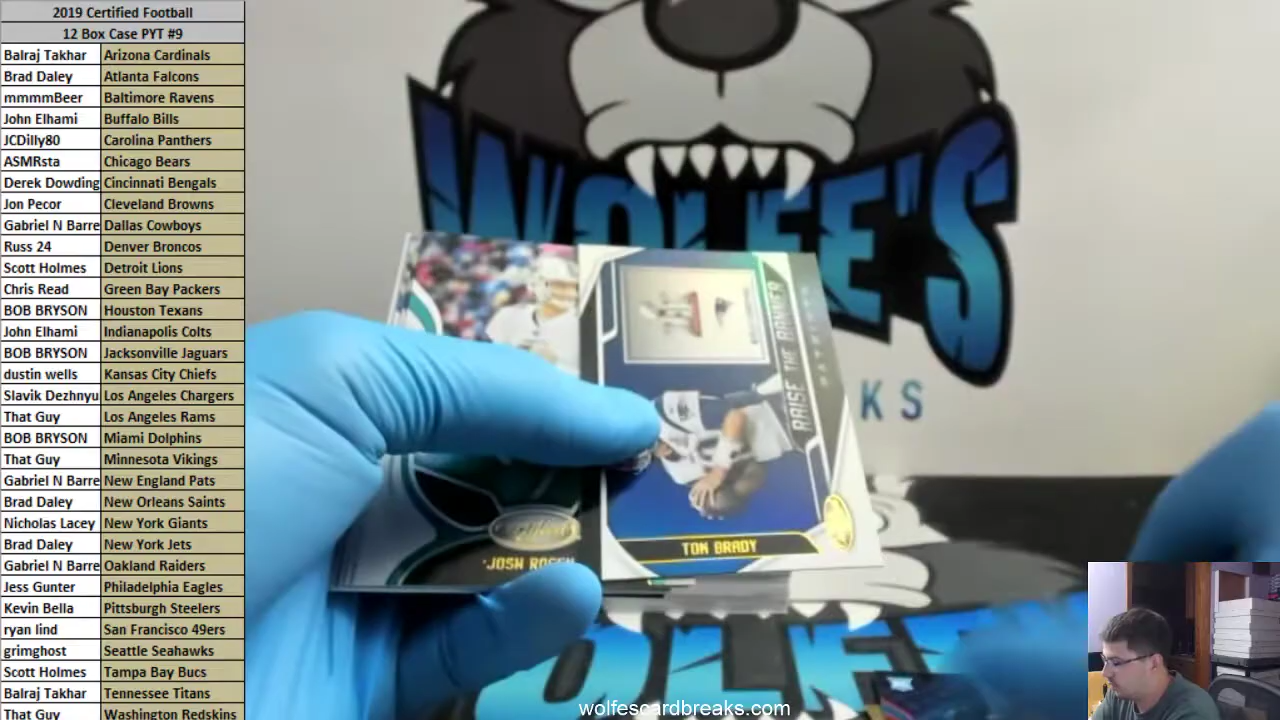 2019 Certified Football
12 Box Case PYT #9
Balraj Takhar Arizona Cardinals
Brad Daley Atlanta Falcons
mmmmBeer Baltimore Ravens
John Elhami Buffalo Bills
JCDilly80 Carolina Panthers
ASMRsta Chicago Bears
Derek Dowding Cincinnati Bengals
Jon Pecor Cleveland Browns
Gabriel N Barre Dallas Cowboys
Russ 24 Denver Broncos
Scott Holmes Detroit Lions
Chris Read Green Bay Packers
BOB BRYSON Houston Texans
John Elhami Indianapolis Colts
BOB BRYSON Jacksonville Jaguars
dustin wells Kansas City Chiefs
Slavik Dezhnyu Los Angeles Chargers
That Guy Los Angeles Rams
BOB BRYSON Miami Dolphins
That Guy Minnesota Vikings
Gabriel N Barre New England Pats
Brad Daley New Orleans Saints
Nicholas Lacey New York Giants
Brad Daley New York Jets
Gabriel N Barre Oakland Raiders
Jess Gunter Philadelphia Eagles
Kevin Bella Pittsburgh Steelers
ryan lind San Francisco 49ers
grimghost Seattle Seahawks
Scott Holmes Tampa Bay Bucs
Balraj Takhar Tennessee Titans
That Guy Washington Redskins
WOLFE'S
KS
RAISE THE BANNER
TOM BRADY
JOSH ROSEN
OLF
wolfescardbreaks.com